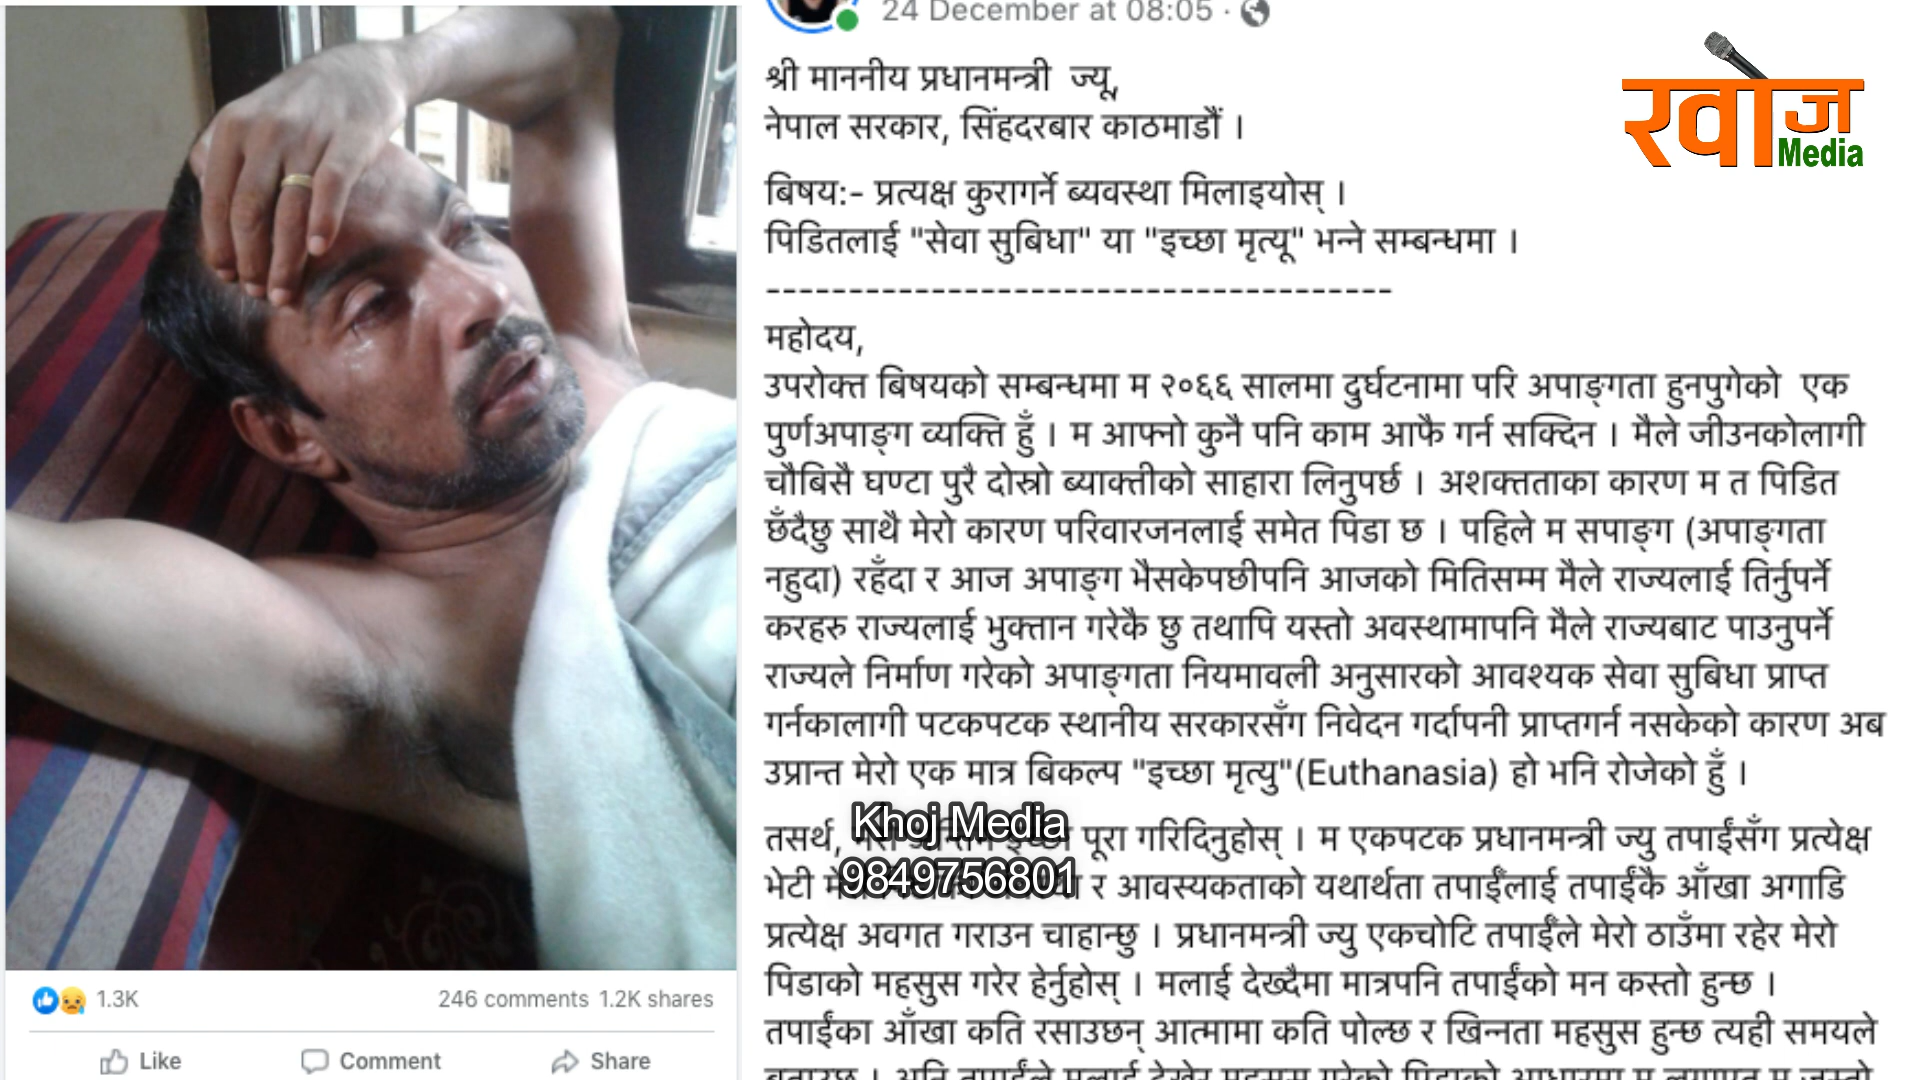 24 December at 08:05 ·
खोज
Media
श्री माननीय प्रधानमन्त्री ज्यू,
नेपाल सरकार, सिंहदरबार काठमाडौं ।
बिषय:- प्रत्यक्ष कुरागर्ने ब्यवस्था मिलाइयोस् ।
पिडितलाई "सेवा सुबिधा" या "इच्छा मृत्यू" भन्ने सम्बन्धमा ।
---------------------------------------
महोदय,
उपरोक्त बिषयको सम्बन्धमा म २०६६ सालमा दुर्घटनामा परि अपाङ्गता हुनपुगेको एक
पुर्णअपाङ्ग व्यक्ति हुँ । म आफ्नो कुनै पनि काम आफै गर्न सक्दिन । मैले जीउनकोलागी
चौबिसै घण्टा पुरै दोस्रो ब्याक्तीको साहारा लिनुपर्छ । अशक्तताका कारण म त पिडित
छँदैछु साथै मेरो कारण परिवारजनलाई समेत पिडा छ । पहिले म सपाङ्ग (अपाङ्गता
नहुदा) रहँदा र आज अपाङ्ग भैसकेपछीपनि आजको मितिसम्म मैले राज्यलाई तिर्नुपर्ने
करहरु राज्यलाई भुक्तान गरेकै छु तथापि यस्तो अवस्थामापनि मैले राज्यबाट पाउनुपर्ने
राज्यले निर्माण गरेको अपाङ्गता नियमावली अनुसारको आवश्यक सेवा सुबिधा प्राप्त
गर्नकालागी पटकपटक स्थानीय सरकारसँग निवेदन गर्दापनी प्राप्तगर्न नसकेको कारण अब
उप्रान्त मेरो एक मात्र बिकल्प "इच्छा मृत्यु"(Euthanasia) हो भनि रोजेको हुँ ।
तसर्थ, पूरा गरिदिनुहोस् । म एकपटक प्रधानमन्त्री ज्यु तपाईंसँग प्रत्येक्ष
Khoj Media
भेटी र आवस्यकताको यथार्थता तपाईँलाई तपाईंकै आँखा अगाडि
9849756801
प्रत्येक्ष अवगत गराउन चाहान्छु । प्रधानमन्त्री ज्यु एकचोटि तपाईँले मेरो ठाउँमा रहेर मेरो
पिडाको महसुस गरेर हेर्नुहोस् । मलाई देख्दैमा मात्रपनि तपाईंको मन कस्तो हुन्छ ।
तपाईंका आँखा कति रसाउछन् आत्मामा कति पोल्छ र खिन्नता महसुस हुन्छ त्यही समयले
1.3K
246 comments 1.2K shares
Like
Comment
Share